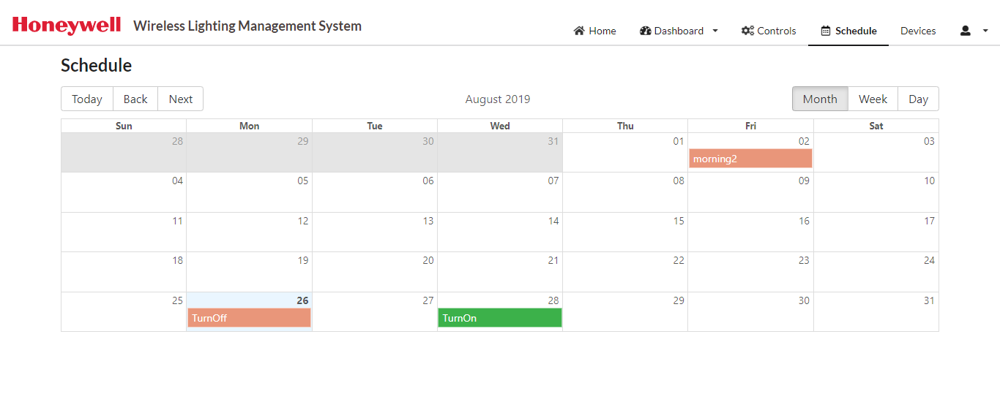 Honeywell Wireless Lighting Management System Home Dashboard Controls Schedule Devices
Schedule
Today Back Next August 2019 Month Week Day
Sun Mon Tue Wed Thu Fri Sat
28 29 30 31 01 02 03
morning2
04 05 06 07 08 09 10
11 12 13 14 15 16 17
18 19 20 21 22 23 24
25 26 27 28 29 30 31
TurnOff TurnOn